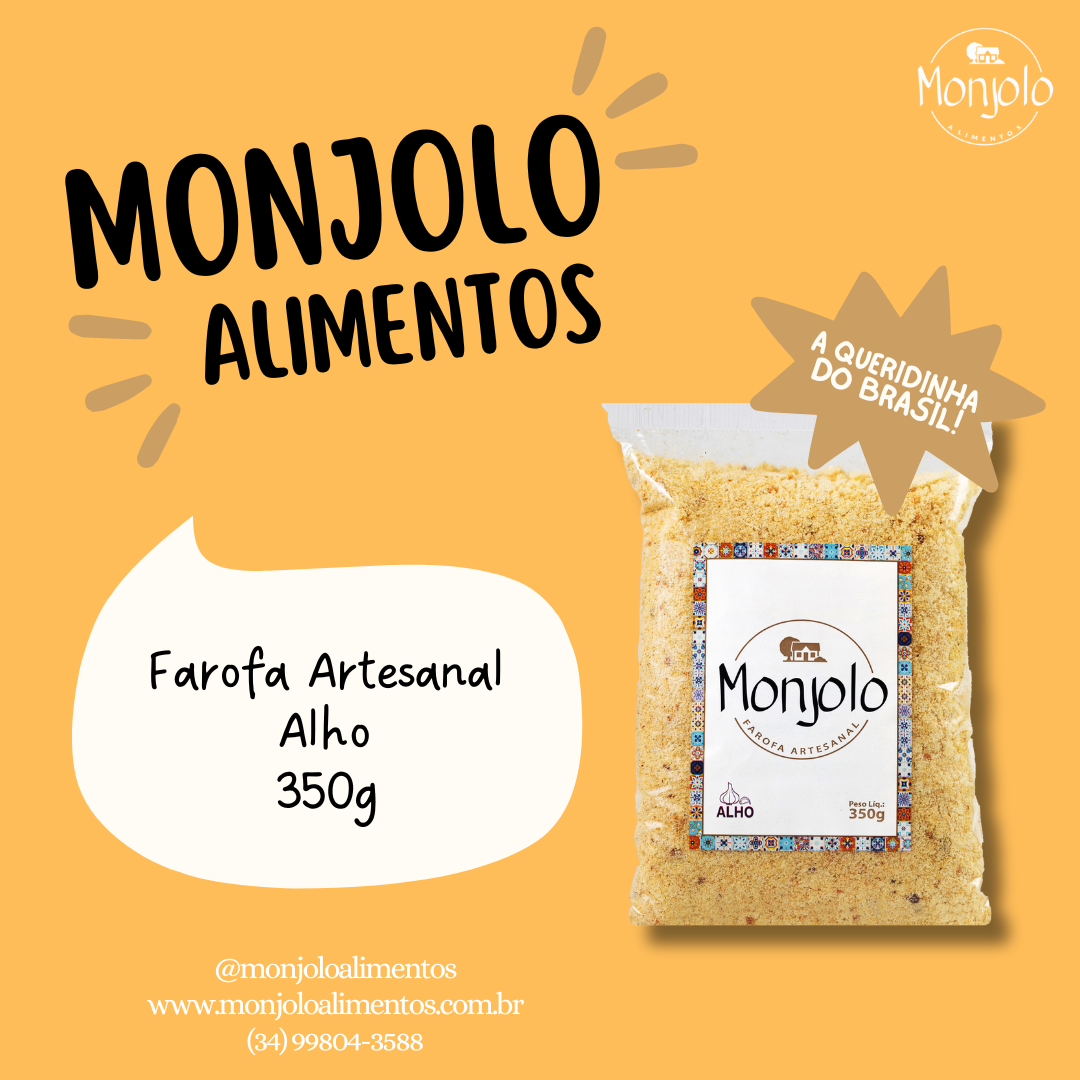 Monjolo
ALIMENTOS
MONJOLO
ALIMENTOS
A QUERIDINHA
DO BRASIL!
Farofa Artesanal
Alho
350g
Monjolo
FAROFA ARTESANAL
ALHO
Peso Líq.:
350g
@monjoloalimentos
www.monjoloalimentos.com.br
(34) 99804-3588